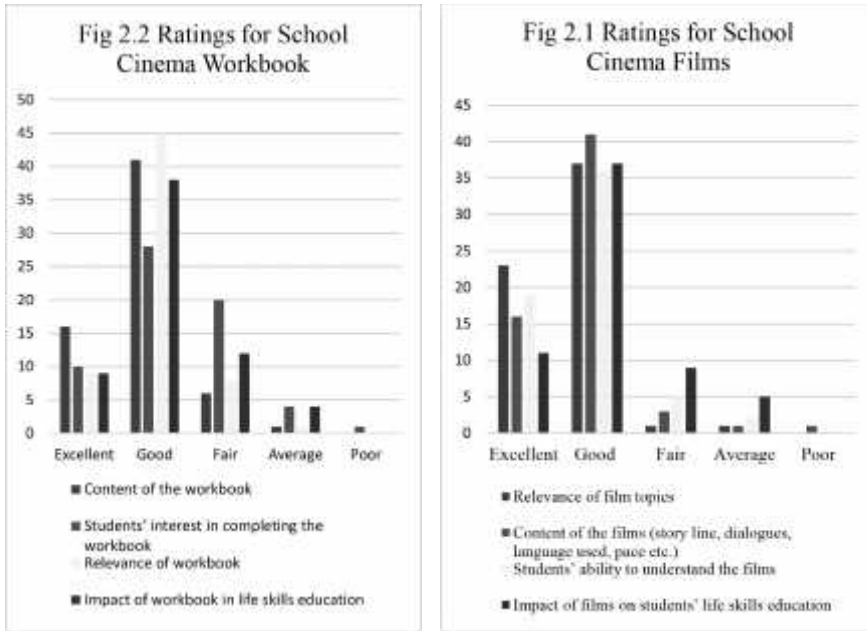 Fig 2.2 Ratings for School
Cinema Workbook
50
45
40
35
30
25
20
15
10
5
0
Excellent Good Fair Average Poor
■ Content of the workbook
■ Students' interest in completing the
workbook
Relevance of workbook
■ Impact of workbook in life skills education
Fig 2.1 Ratings for School
Cinema Films
45
40
35
30
25
20
15
10
5
0
Excellent Good Fair Average Poor
■ Relevance of film topics
■ Content of the films (story line, dialogues,
language used, pace etc.)
Students' ability to understand the films
■ Impact of films on students' life skills education